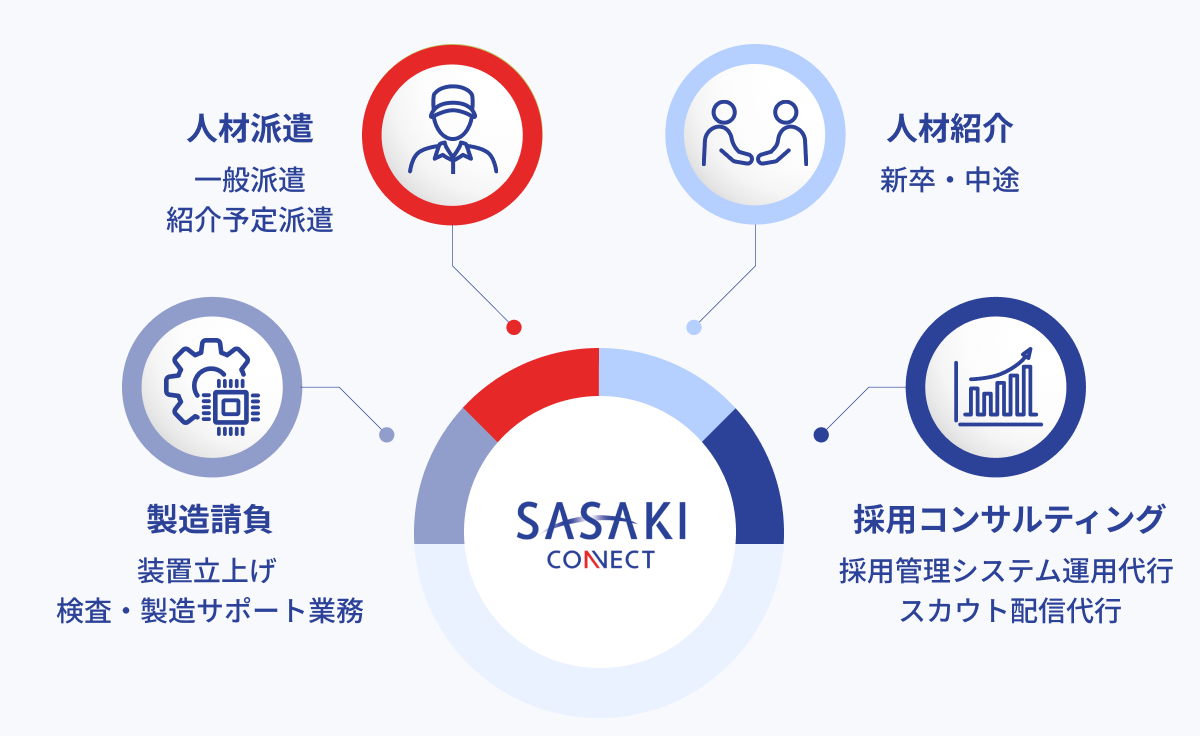 人材派遣
一般派遣
紹介予定派遣
人材紹介
新卒・中途
製造請負
装置立上げ
検査・製造サポート業務
SASAKI
CONNECT
採用コンサルティング
採用管理システム運用代行
スカウト配信代行